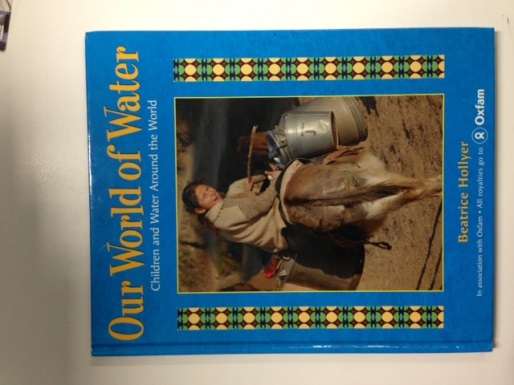 Our World of Water
Children and Water Around the World
Beatrice Hollyer
In association with Oxfam • All royalties go to Oxfam